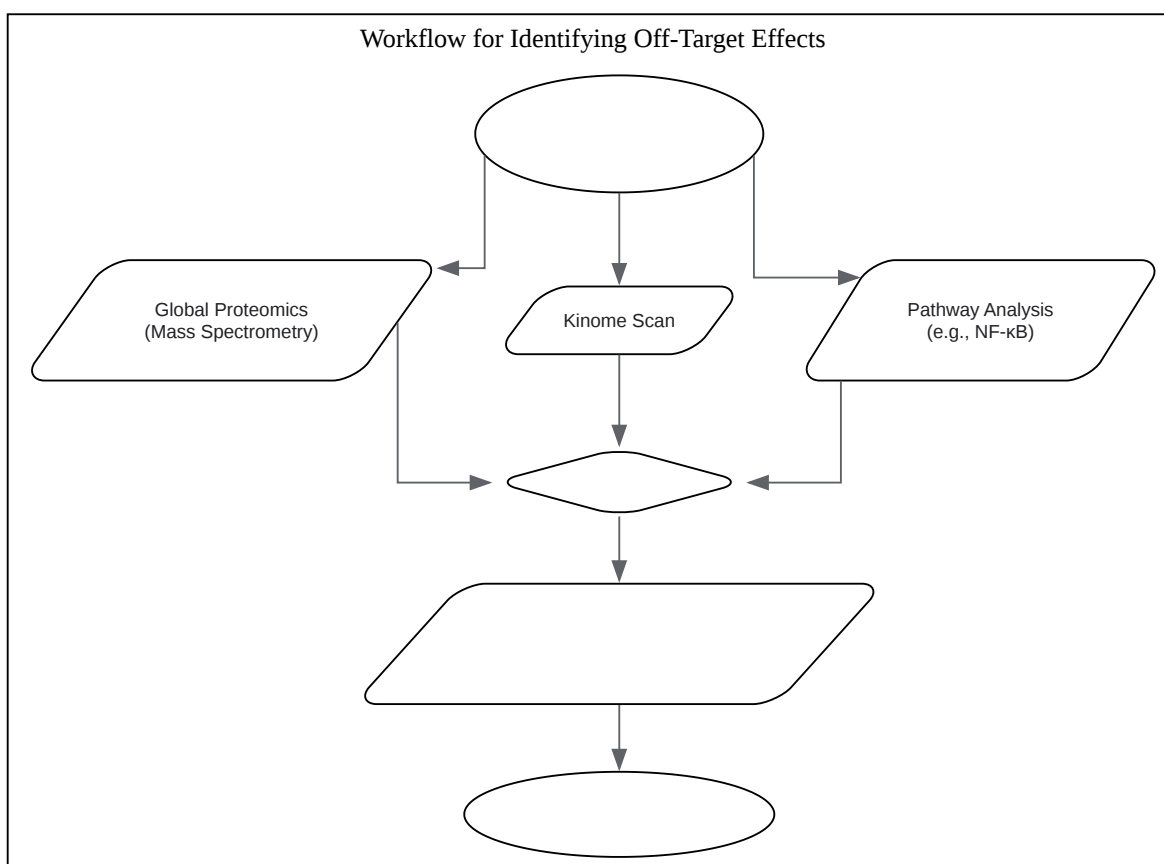 Workflow for Identifying Off-Target Effects
Global Proteomics
(Mass Spectrometry)
Kinome Scan
Pathway Analysis
(e.g., NF-κB)